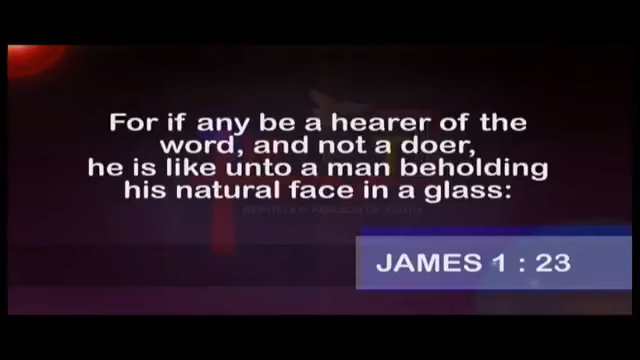 For if any be a hearer of the
word, and not a doer,
he is like unto a man beholding
his natural face in a glass:
JAMES 1 : 23